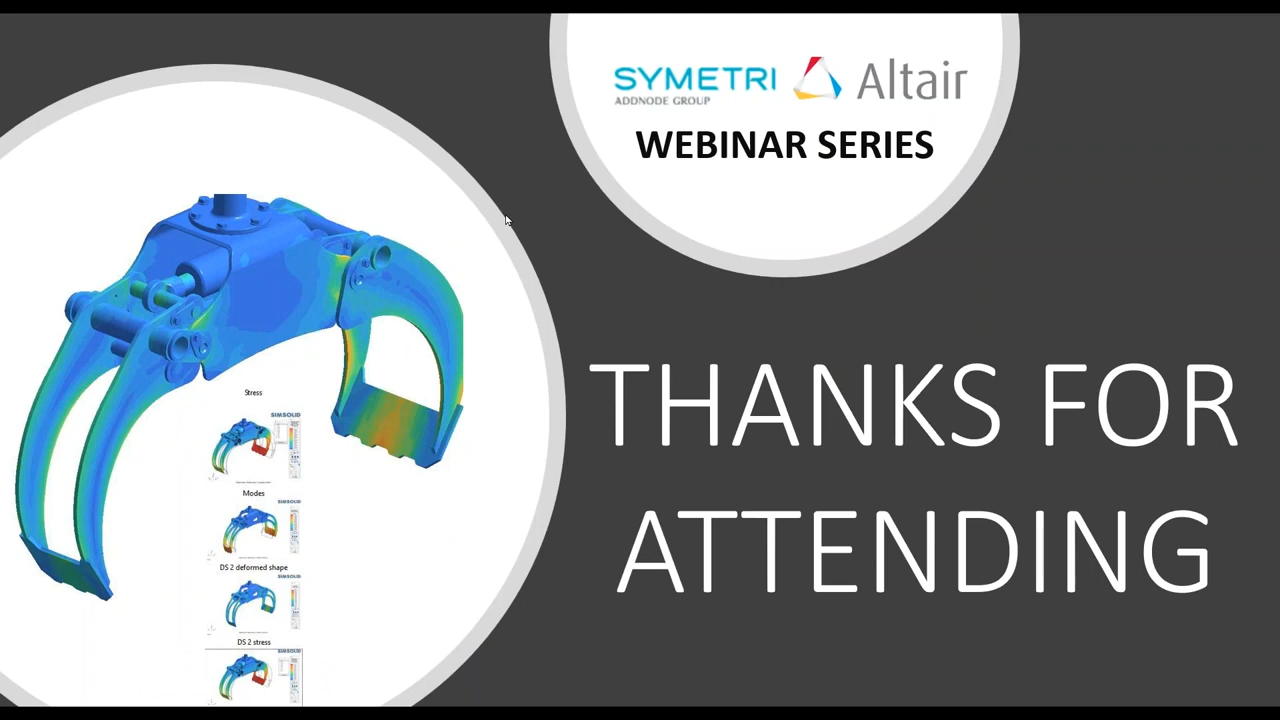 SYMETRI
ADDNODE GROUP
Altair
WEBINAR SERIES
THANKS FOR
ATTENDING
Stress
SIMSOLID
Modes
SIMSOLID
DS 2 deformed shape
SIMSOLID
DS 2 stress
SIMSOLID